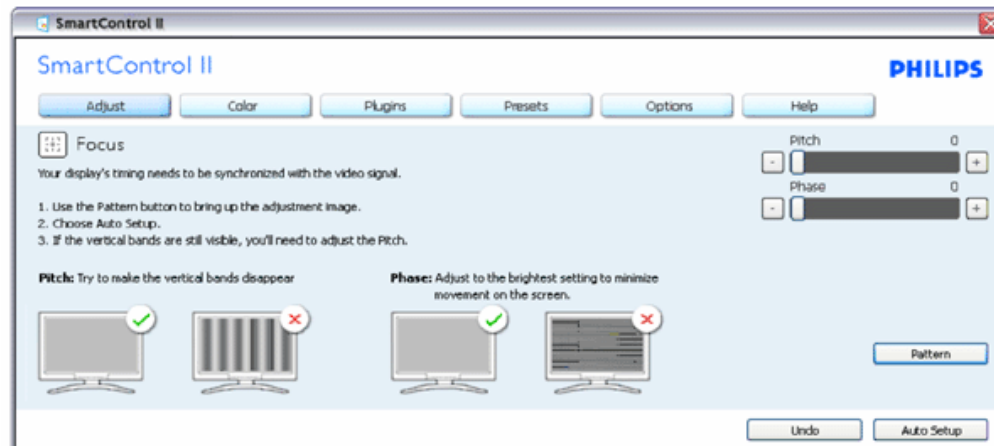 SmartControl II
SmartControl II
PHILIPS
Adjust Color Plugins Presets Options Help
Focus
Pitch 0
- +
Phase 0
- +
Your display's timing needs to be synchronized with the video signal.
1. Use the Pattern button to bring up the adjustment image.
2. Choose Auto Setup.
3. If the vertical bands are still visible, you'll need to adjust the Pitch.
Pitch: Try to make the vertical bands disappear
Phase: Adjust to the brightest setting to minimize
movement on the screen.
Pattern
Undo Auto Setup